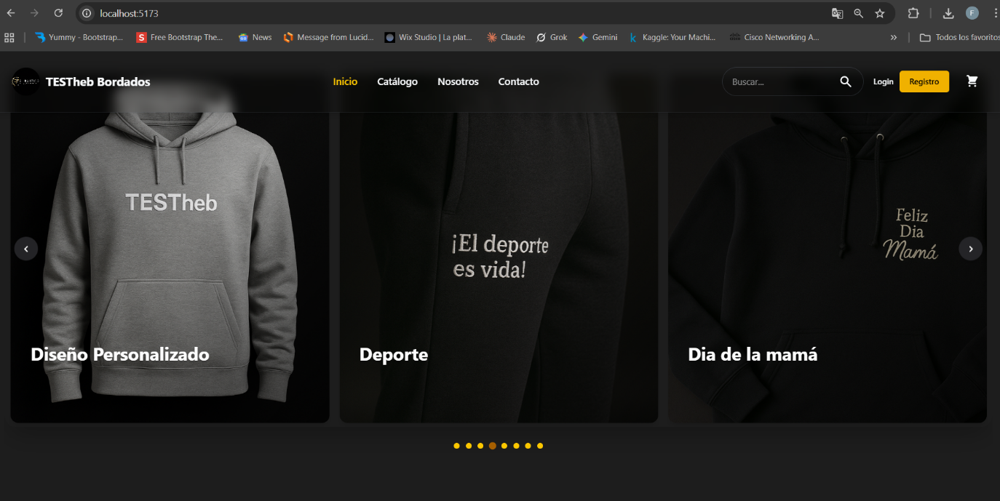 localhost:5173
Yummy - Bootstrap...
Free Bootstrap The...
News
Message from Lucid...
Wix Studio | La plat...
Claude
Grok
Gemini
Kaggle: Your Machi...
Cisco Networking A...
»
Todos los favoritos
F
TESTheb Bordados
Inicio
Catálogo
Nosotros
Contacto
Buscar...
Login
Registro
TESTheb
¡El deporte
es vida!
Feliz
Dia
Mamá
Diseño Personalizado
Deporte
Dia de la mamá